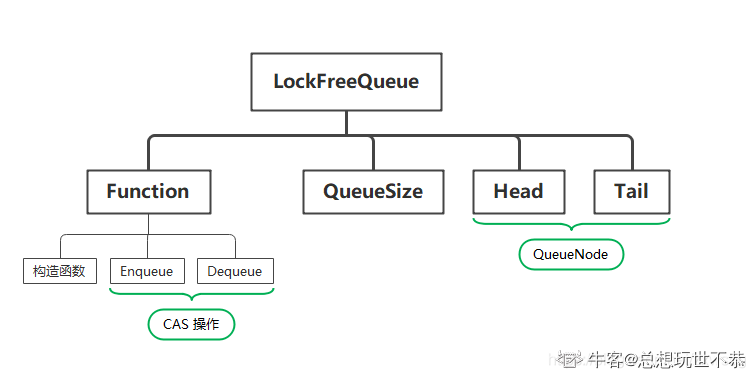 LockFreeQueue
Function
QueueSize
Head
Tail
QueueNode
构造函数
Enqueue
Dequeue
CAS 操作
牛客@总想玩世不恭